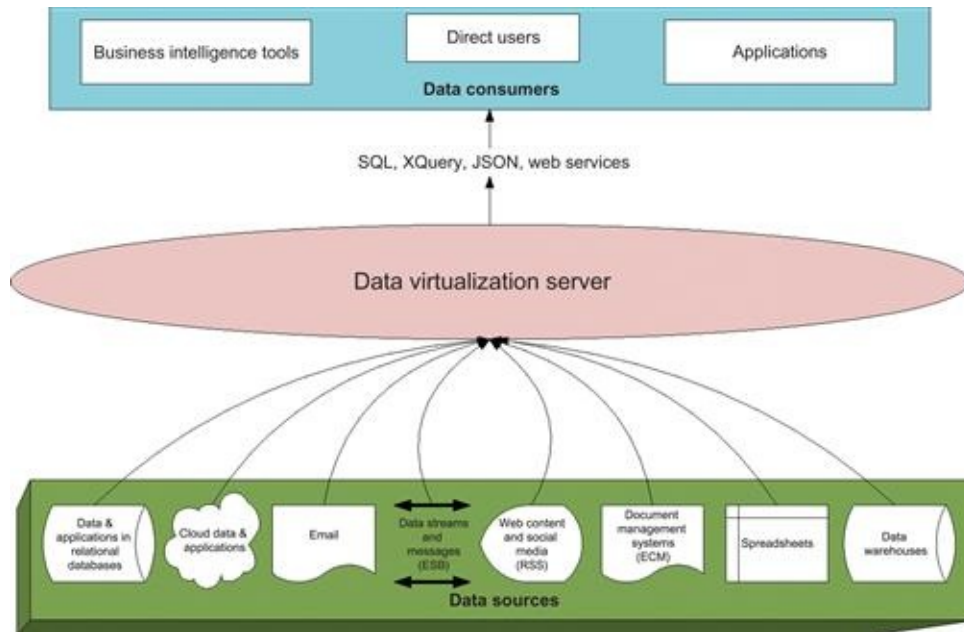 Business intelligence tools
Direct users
Applications
Data consumers
SQL, XQuery, JSON, web services
Data virtualization server
Data &
applications in
relational
databases
Cloud data &
applications
Email
Data streams
and
messages
(ESB)
Web content
and social
media
(RSS)
Document
management
systems
(ECM)
Spreadsheets
Data
warehouses
Data sources